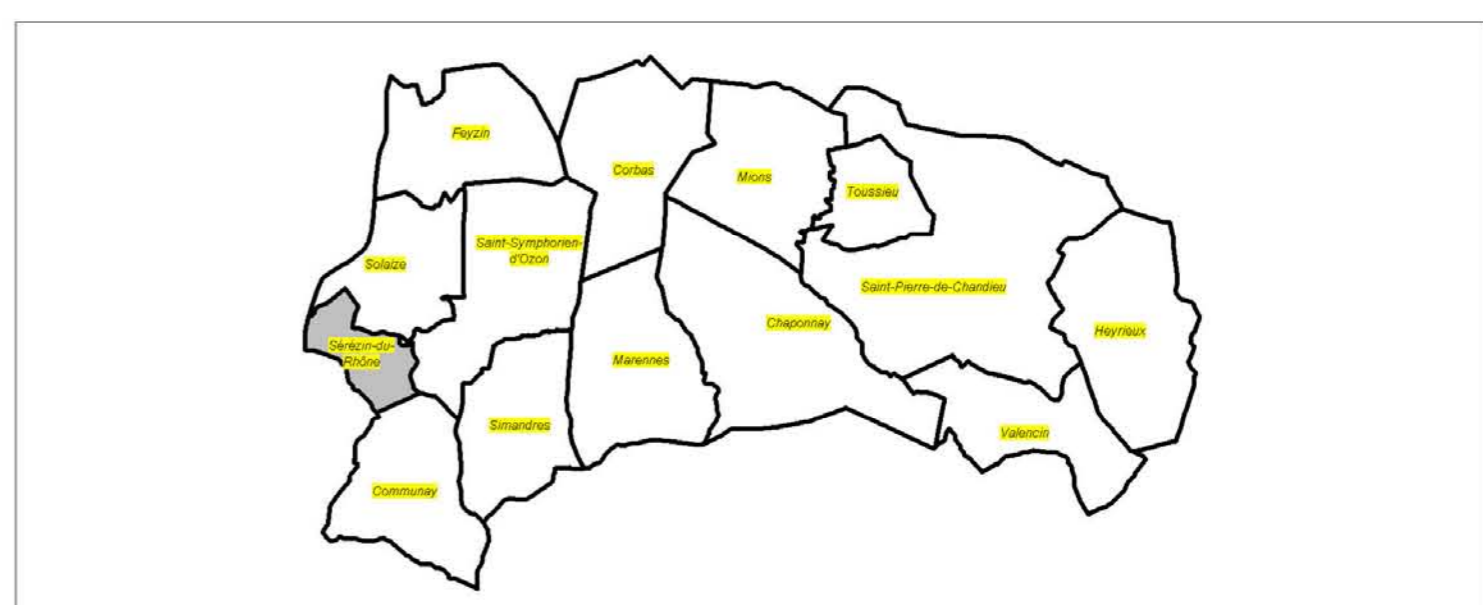 Feyzin
Corbas
Mions
Toussieu
Saint-Symphorien-
d'Ozon
Solaize
Saint-Pierre-de-Chandieu
Chaponnay
Heyrieux
Sérézin-du-
Rhône
Marennes
Simandres
Valencin
Communay